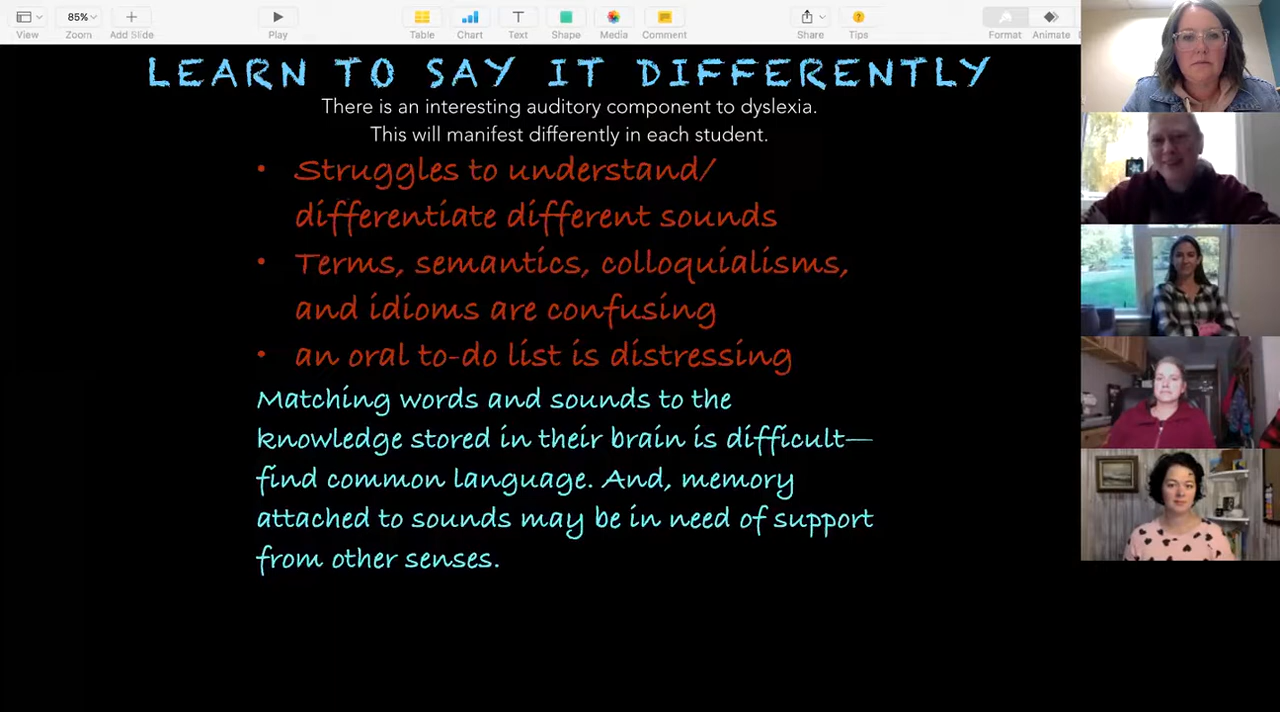 View
85%
Zoom
Add Slide
Play
Table
Chart
Text
Shape
Media
Comment
Share
Tips
Format
Animate
LEARN TO SAY IT DIFFERENTLY
There is an interesting auditory component to dyslexia.
This will manifest differently in each student.
• Struggles to understand/
differentiate different sounds
• Terms, semantics, colloquialisms,
and idioms are confusing
• an oral to-do list is distressing
Matching words and sounds to the
knowledge stored in their brain is difficult—
find common language. And, memory
attached to sounds may be in need of support
from other senses.